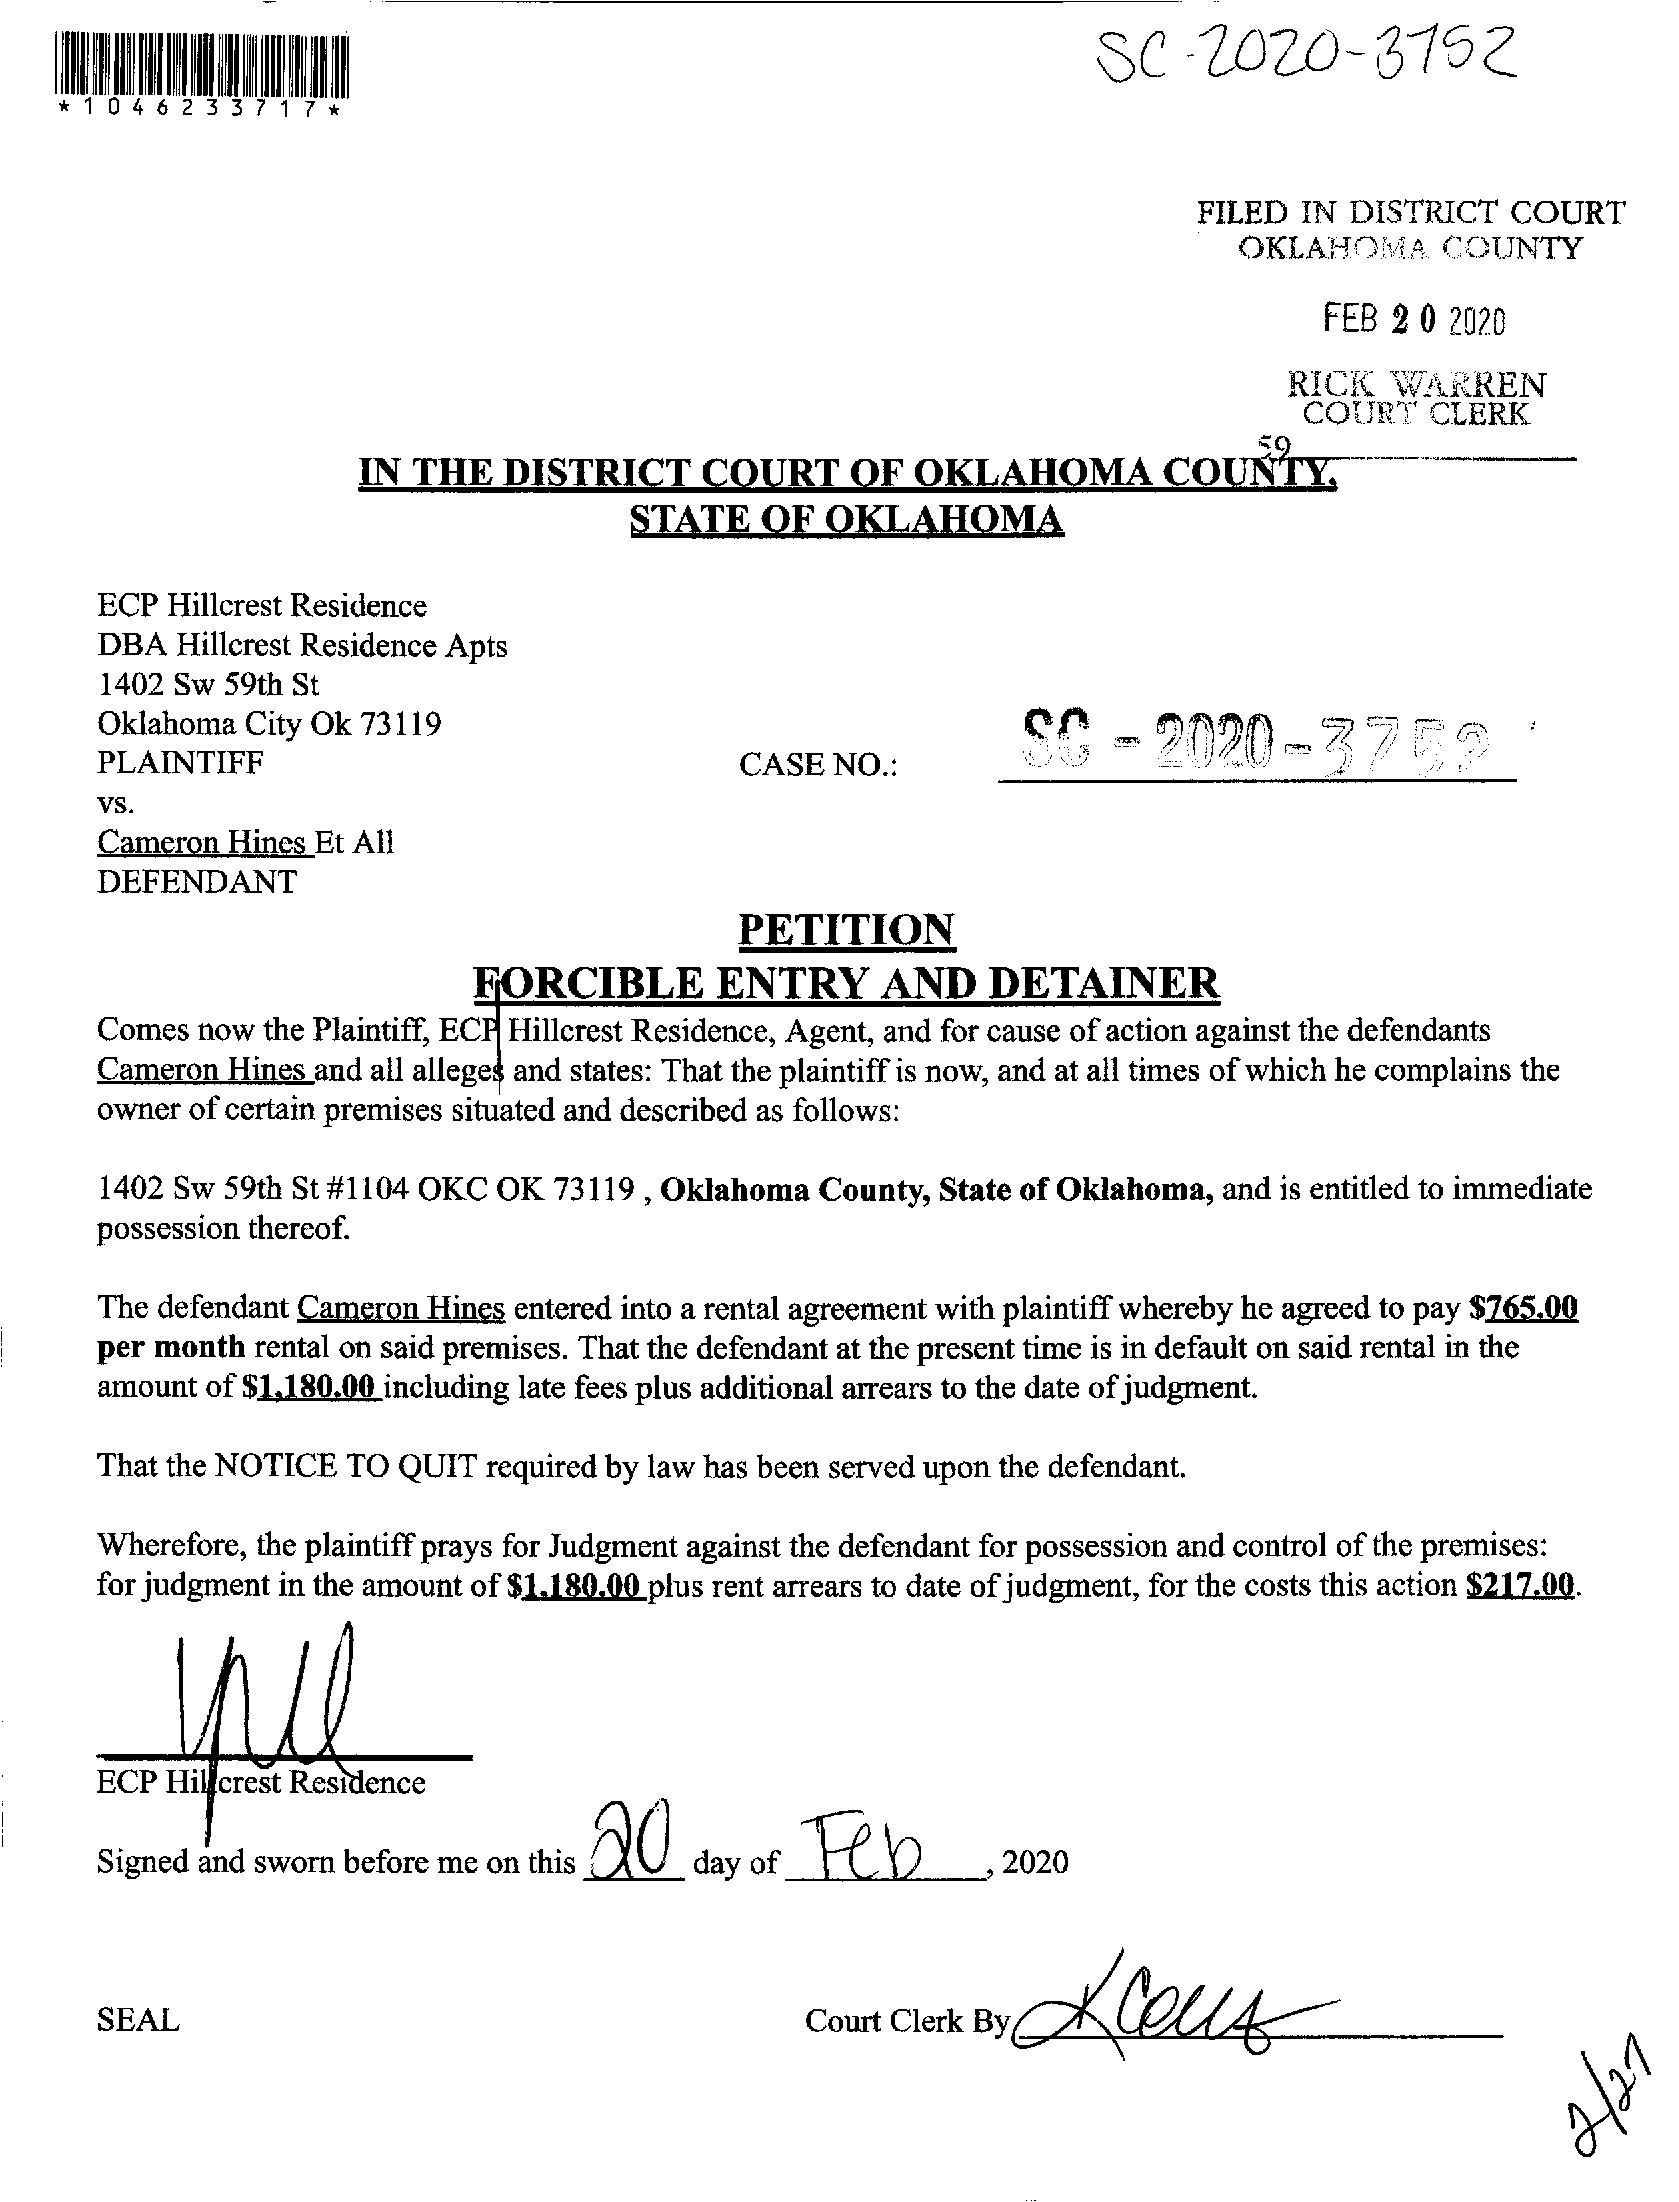 SC-2020-3752
*1046233717*
FILED IN DISTRICT COURT
OKLAHOMA COUNTY
FEB 20 2020
RICK WARREN
COURT CLERK
59
IN THE DISTRICT COURT OF OKLAHOMA COUNTY,
STATE OF OKLAHOMA
ECP Hillcrest Residence
DBA Hillcrest Residence Apts
1402 Sw 59th St
Oklahoma City Ok 73119
PLAINTIFF
CASE NO.: SC - 2020 - 3752
vs.
Cameron Hines Et All
DEFENDANT
PETITION
FORCIBLE ENTRY AND DETAINER
Comes now the Plaintiff, ECP Hillcrest Residence, Agent, and for cause of action against the defendants
Cameron Hines and all alleges and states: That the plaintiff is now, and at all times of which he complains the
owner of certain premises situated and described as follows:
1402 Sw 59th St #1104 OKC OK 73119 , Oklahoma County, State of Oklahoma, and is entitled to immediate
possession thereof.
The defendant Cameron Hines entered into a rental agreement with plaintiff whereby he agreed to pay $765.00
per month rental on said premises. That the defendant at the present time is in default on said rental in the
amount of $1,180.00 including late fees plus additional arrears to the date of judgment.
That the NOTICE TO QUIT required by law has been served upon the defendant.
Wherefore, the plaintiff prays for Judgment against the defendant for possession and control of the premises:
for judgment in the amount of $1,180.00 plus rent arrears to date of judgment, for the costs this action $217.00.
ECP Hillcrest Residence
Signed and sworn before me on this 20 day of Feb, 2020
SEAL
Court Clerk By
2/27